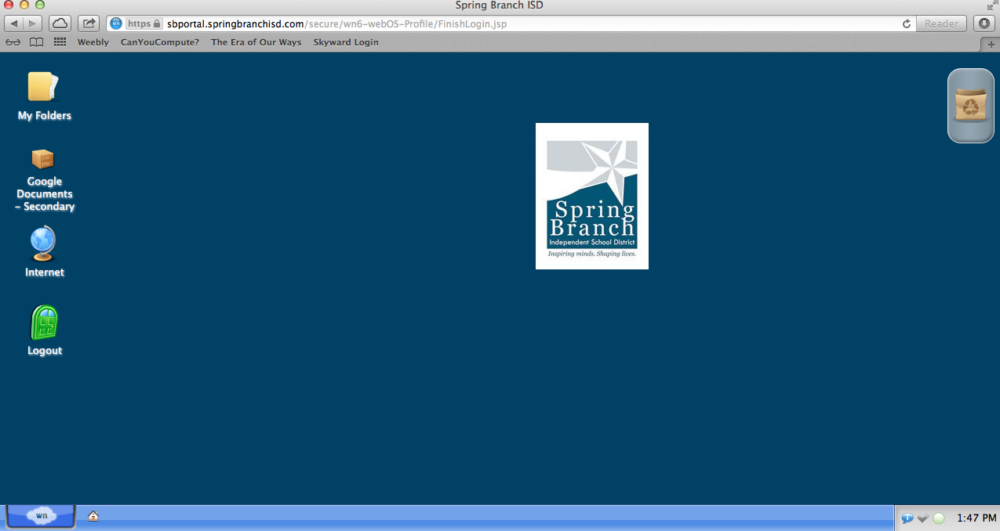 Spring Branch ISD
wn https sbportal.springbranchisd.com/secure/wn6-webOS-Profile/FinishLogin.jsp Reader
Weebly CanYouCompute? The Era of Our Ways Skyward Login
My Folders
Google
Documents
- Secondary
Internet
Logout
Spring
Branch
Independent School District
Inspiring minds. Shaping lives.
wn 1:47 PM